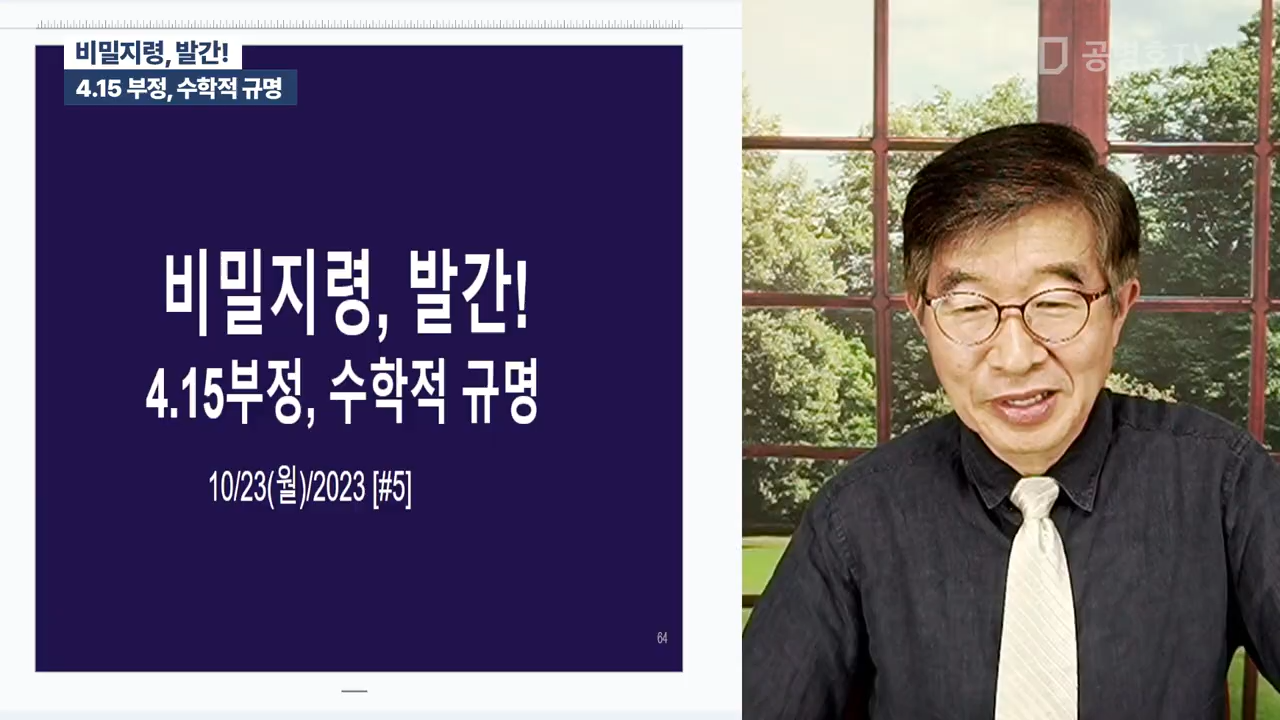 비밀지령, 발간!
4.15 부정, 수학적 규명
공병호TV
비밀지령, 발간!
4.15부정, 수학적 규명
10/23(월)/2023 [#5]
64